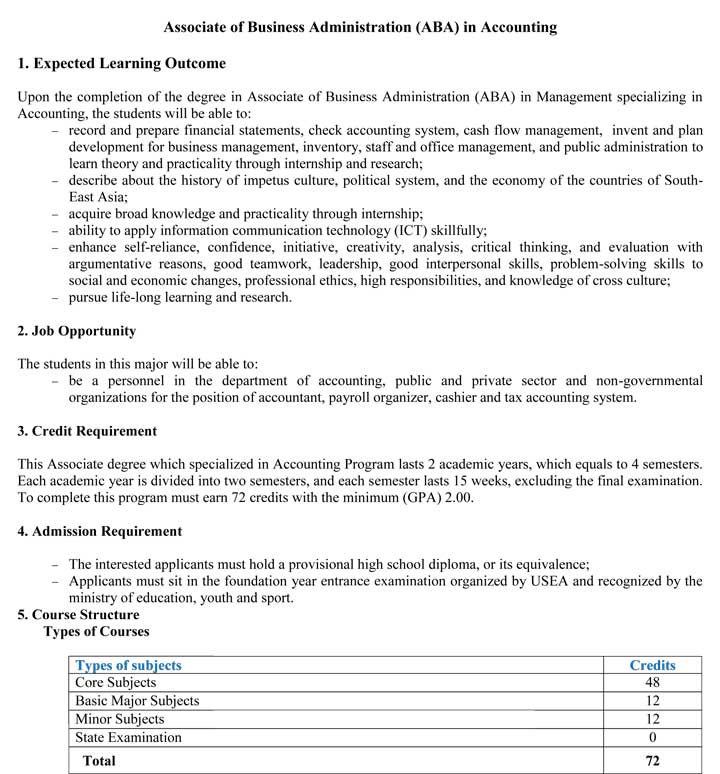 Associate of Business Administration (ABA) in Accounting
1. Expected Learning Outcome
Upon the completion of the degree in Associate of Business Administration (ABA) in Management specializing in
Accounting, the students will be able to:
– record and prepare financial statements, check accounting system, cash flow management, invent and plan
development for business management, inventory, staff and office management, and public administration to
learn theory and practicality through internship and research;
– describe about the history of impetus culture, political system, and the economy of the countries of South-
East Asia;
– acquire broad knowledge and practicality through internship;
– ability to apply information communication technology (ICT) skillfully;
– enhance self-reliance, confidence, initiative, creativity, analysis, critical thinking, and evaluation with
argumentative reasons, good teamwork, leadership, good interpersonal skills, problem-solving skills to
social and economic changes, professional ethics, high responsibilities, and knowledge of cross culture;
– pursue life-long learning and research.
2. Job Opportunity
The students in this major will be able to:
– be a personnel in the department of accounting, public and private sector and non-governmental
organizations for the position of accountant, payroll organizer, cashier and tax accounting system.
3. Credit Requirement
This Associate degree which specialized in Accounting Program lasts 2 academic years, which equals to 4 semesters.
Each academic year is divided into two semesters, and each semester lasts 15 weeks, excluding the final examination.
To complete this program must earn 72 credits with the minimum (GPA) 2.00.
4. Admission Requirement
– The interested applicants must hold a provisional high school diploma, or its equivalence;
– Applicants must sit in the foundation year entrance examination organized by USEA and recognized by the
ministry of education, youth and sport.
5. Course Structure
Types of Courses
Types of subjects Credits
Core Subjects 48
Basic Major Subjects 12
Minor Subjects 12
State Examination 0
Total 72